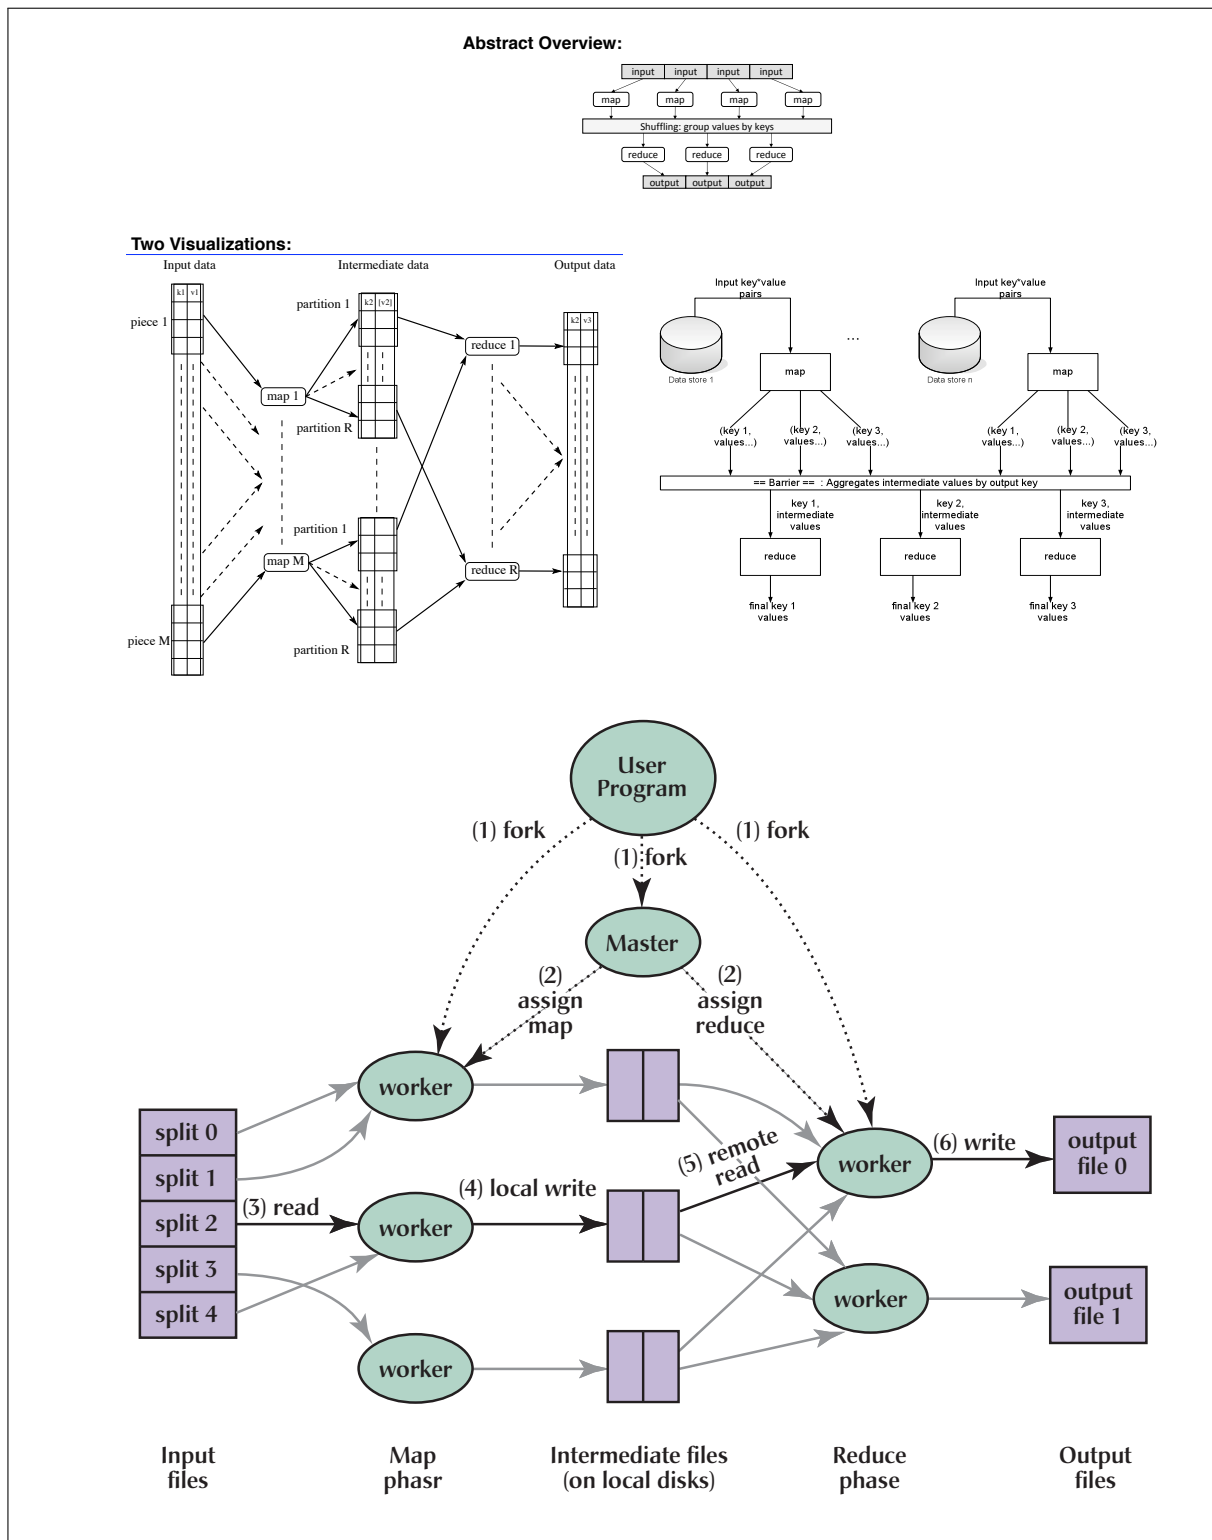 Abstract Overview:
input input input input
map map map map
Shuffling: group values by keys
reduce reduce reduce
output output output
Two Visualizations:
Input data Intermediate data Output data
k1 v1
piece 1
piece M
map 1
map M
partition 1
k2 [v2]
partition R
partition 1
partition R
reduce 1
reduce R
k2 v3
Input key*value
pairs
Input key*value
pairs
Data store 1
...
Data store n
map
map
(key 1,
values...)
(key 2,
values...)
(key 3,
values...)
(key 1,
values...)
(key 2,
values...)
(key 3,
values...)
== Barrier == : Aggregates intermediate values by output key
key 1,
intermediate
values
key 2,
intermediate
values
key 3,
intermediate
values
reduce
reduce
reduce
final key 1
values
final key 2
values
final key 3
values
User
Program
(1) fork
(1) fork
(1) fork
Master
(2)
assign
map
(2)
assign
reduce
worker
split 0
split 1
split 2
split 3
split 4
(3) read
worker
(4) local write
worker
(5) remote
read
worker
(6) write
output
file 0
worker
output
file 1
Input
files
Map
phasr
Intermediate files
(on local disks)
Reduce
phase
Output
files